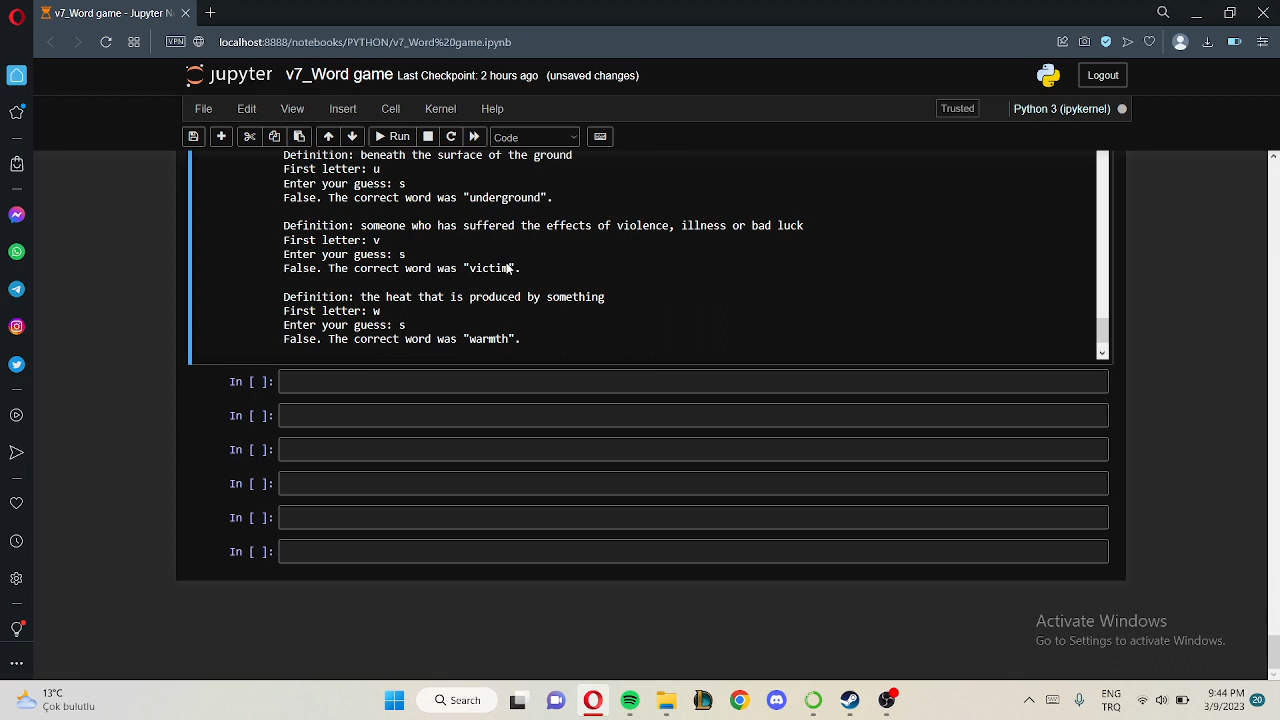 v7_Word game - Jupyter N
VPN
localhost:8888/notebooks/PYTHON/v7_Word%20game.ipynb
jupyter v7_Word game Last Checkpoint: 2 hours ago (unsaved changes)
Logout
File Edit View Insert Cell Kernel Help
Trusted
Python 3 (ipykernel)
Run
Code
Definition: beneath the surface of the ground
First letter: u
Enter your guess: s
False. The correct word was "underground".
Definition: someone who has suffered the effects of violence, illness or bad luck
First letter: v
Enter your guess: s
False. The correct word was "victim".
Definition: the heat that is produced by something
First letter: w
Enter your guess: s
False. The correct word was "warmth".
In [ ]:
In [ ]:
In [ ]:
In [ ]:
In [ ]:
In [ ]:
Activate Windows
Go to Settings to activate Windows.
13°C
Çok bulutlu
Search
ENG
TRQ
9:44 PM
3/9/2023
20